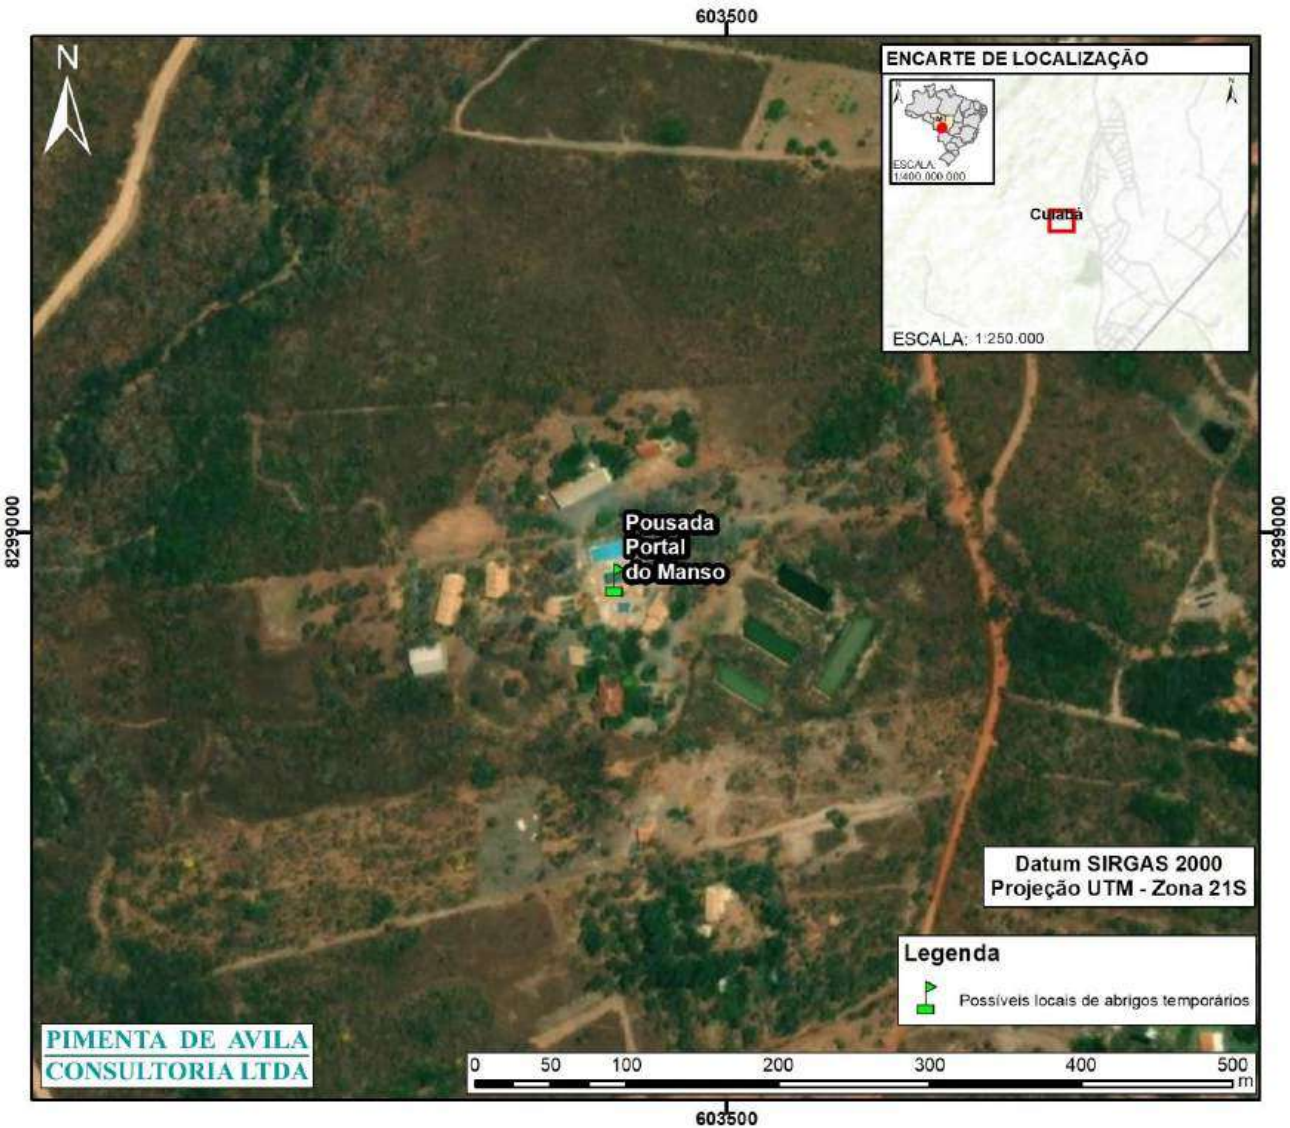 603500
N
ENCARTE DE LOCALIZAÇÃO
N
N
ESCALA:
1/400.000.000
Cuiabá
ESCALA: 1:250.000
8299000
8299000
Pousada
Portal
do Manso
Datum SIRGAS 2000
Projeção UTM - Zona 21S
Legenda
Possíveis locais de abrigos temporários
PIMENTA DE AVILA
CONSULTORIA LTDA
0 50 100 200 300 400 500
m
603500